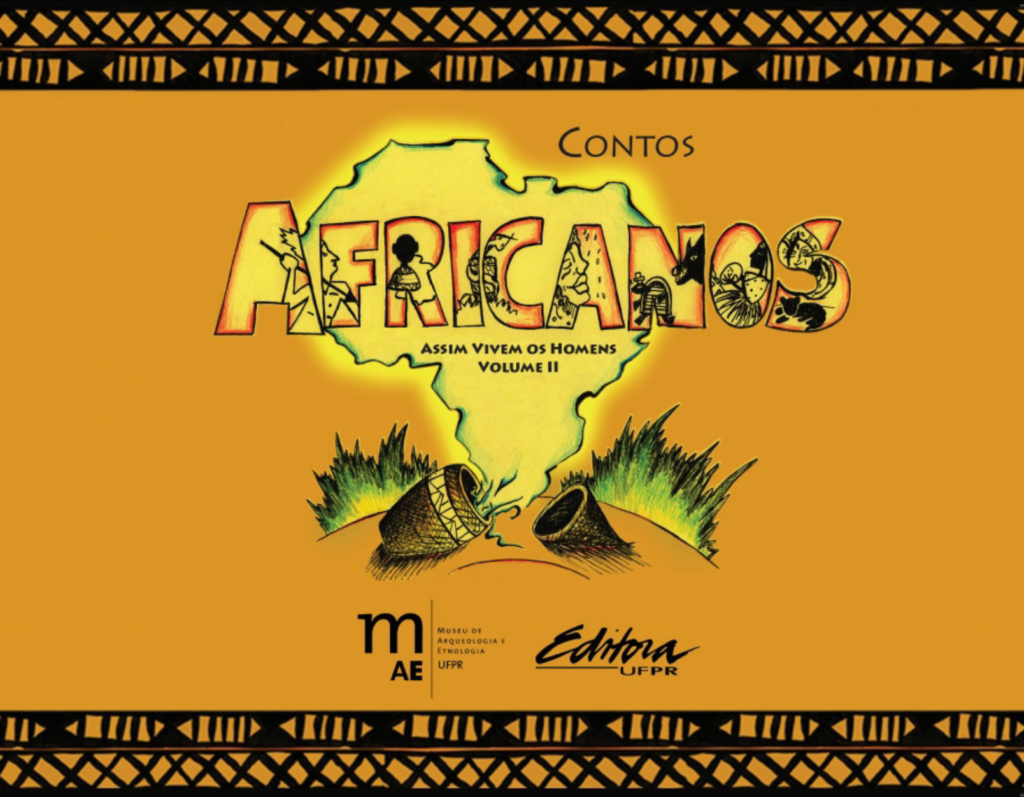 Contos
AFRICANOS
Assim Vivem os Homens
Volume II
m
AE
Museu de
Arqueologia e
Etnologia
UFPR
Editora
UFPR